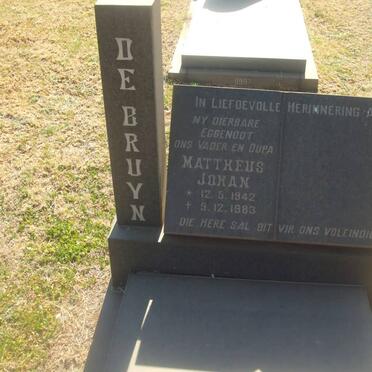 DE BRUYN
IN LIEFDEVOLLE HERINNERING
MY DIERBARE
EGGENOOT
ONS VADER EN OUPA
MATTHEUS
JOHAN
* 12.5.1942
† 9.12.1983
DIE HERE SAL DIT VIR ONS VOLEINDIG